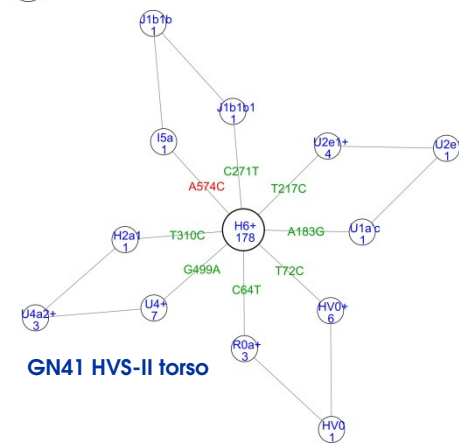 J1b1b
1
J1b1b1
1
I5a
1
U2e1+
4
U2e
1
C271T
A574C
T217C
H6+
178
A183G
U1a'c
1
H2a1
1
T310C
G499A
T72C
C64T
U4+
7
U4a2+
3
HV0+
6
R0a+
3
GN41 HVS-II torso
HV0
1